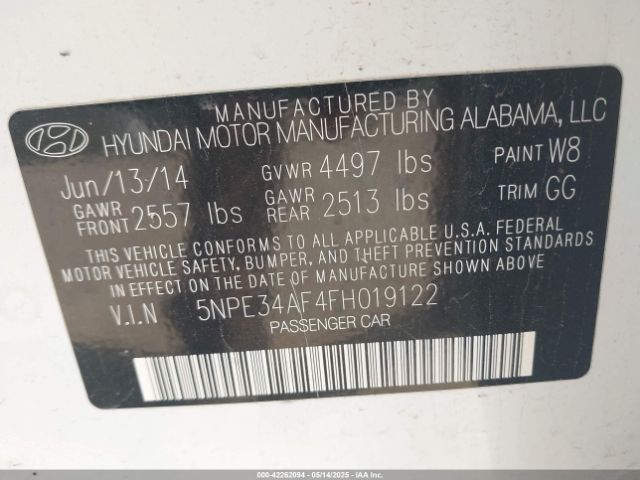 MANUFACTURED BY
HYUNDAI MOTOR MANUFACTURING ALABAMA, LLC
Jun/13/14 GVWR 4497 lbs PAINT W8
GAWR FRONT 2557 lbs GAWR REAR 2513 lbs TRIM GG
THIS VEHICLE CONFORMS TO ALL APPLICABLE U.S.A. FEDERAL
MOTOR VEHICLE SAFETY, BUMPER, AND THEFT PREVENTION STANDARDS
IN EFFECT ON THE DATE OF MANUFACTURE SHOWN ABOVE.
V.I.N 5NPE34AF4FH019122
PASSENGER CAR
000-42262094 - 05/14/2025 - IAAI.COM